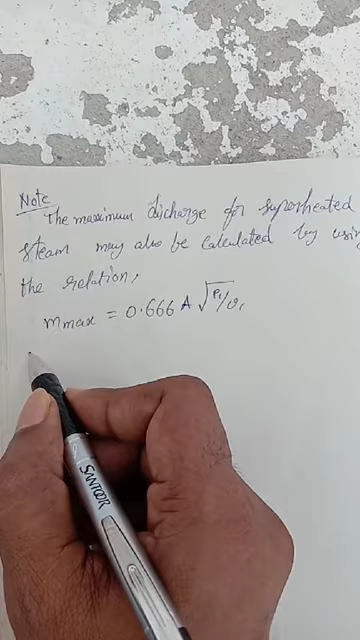 Note
The maximum discharge for superheated
steam may also be calculated by using
the relation,
mmax = 0.666 A √P₁/v₁
SANTOOR